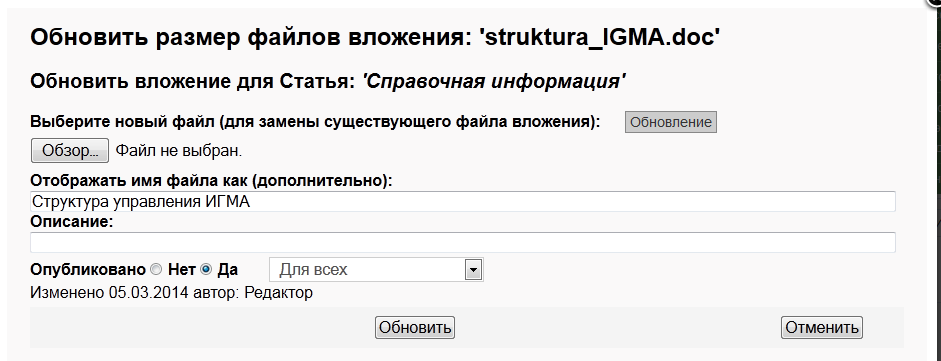 Обновить размер файлов вложения: 'struktura_IGMA.doc'
Обновить вложение для Статья: 'Справочная информация'
Выберите новый файл (для замены существующего файла вложения): Обновление
Обзор... Файл не выбран.
Отображать имя файла как (дополнительно):
Структура управления ИГМА
Описание:
Опубликовано Нет Да Для всех
Изменено 05.03.2014 автор: Редактор
Обновить Отменить